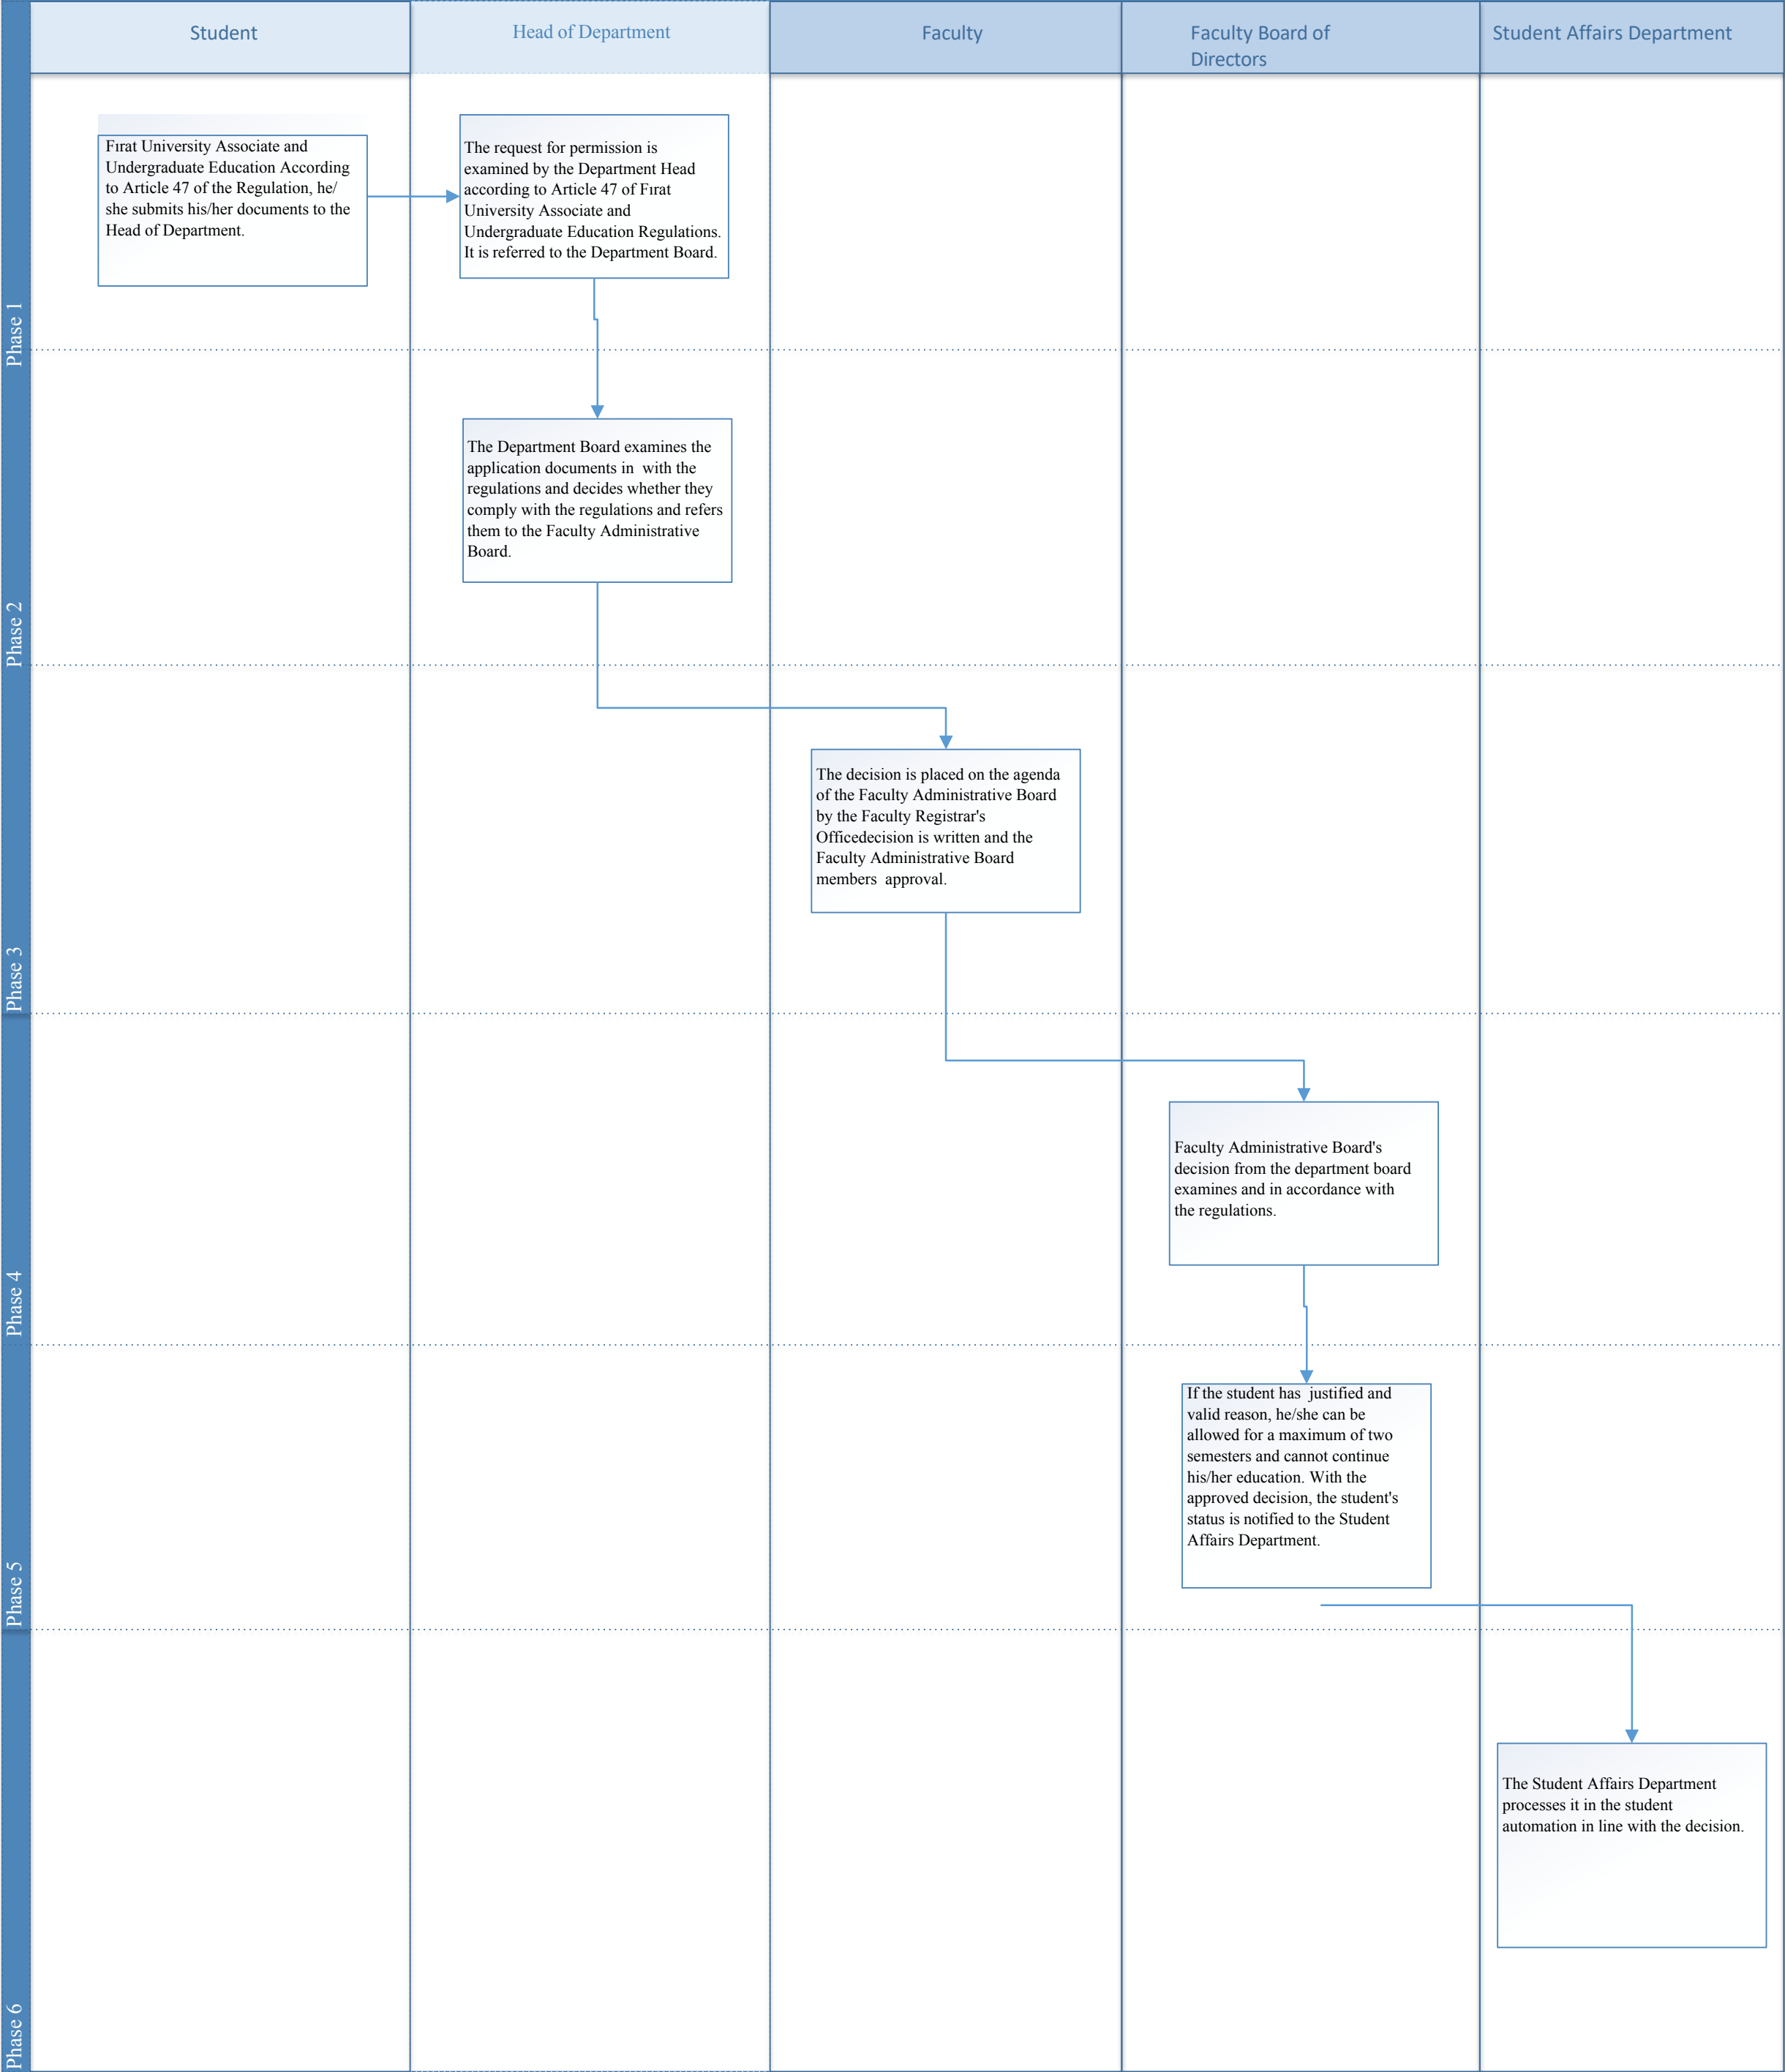 Student
Head of Department
Faculty
Faculty Board of
Directors
Student Affairs Department
Phase 1
Fırat University Associate and
Undergraduate Education According
to Article 47 of the Regulation, he/
she submits his/her documents to the
Head of Department.
The request for permission is
examined by the Department Head
according to Article 47 of Fırat
University Associate and
Undergraduate Education Regulations.
It is referred to the Department Board.
Phase 2
The Department Board examines the
application documents in  with the
regulations and decides whether they
comply with the regulations and refers
them to the Faculty Administrative
Board.
Phase 3
The decision is placed on the agenda
of the Faculty Administrative Board
by the Faculty Registrar's
Officedecision is written and the
Faculty Administrative Board
members  approval.
Phase 4
Faculty Administrative Board's
decision from the department board
examines and in accordance with
the regulations.
Phase 5
If the student has  justified and
valid reason, he/she can be
allowed for a maximum of two
semesters and cannot continue
his/her education. With the
approved decision, the student's
status is notified to the Student
Affairs Department.
Phase 6
The Student Affairs Department
processes it in the student
automation in line with the decision.